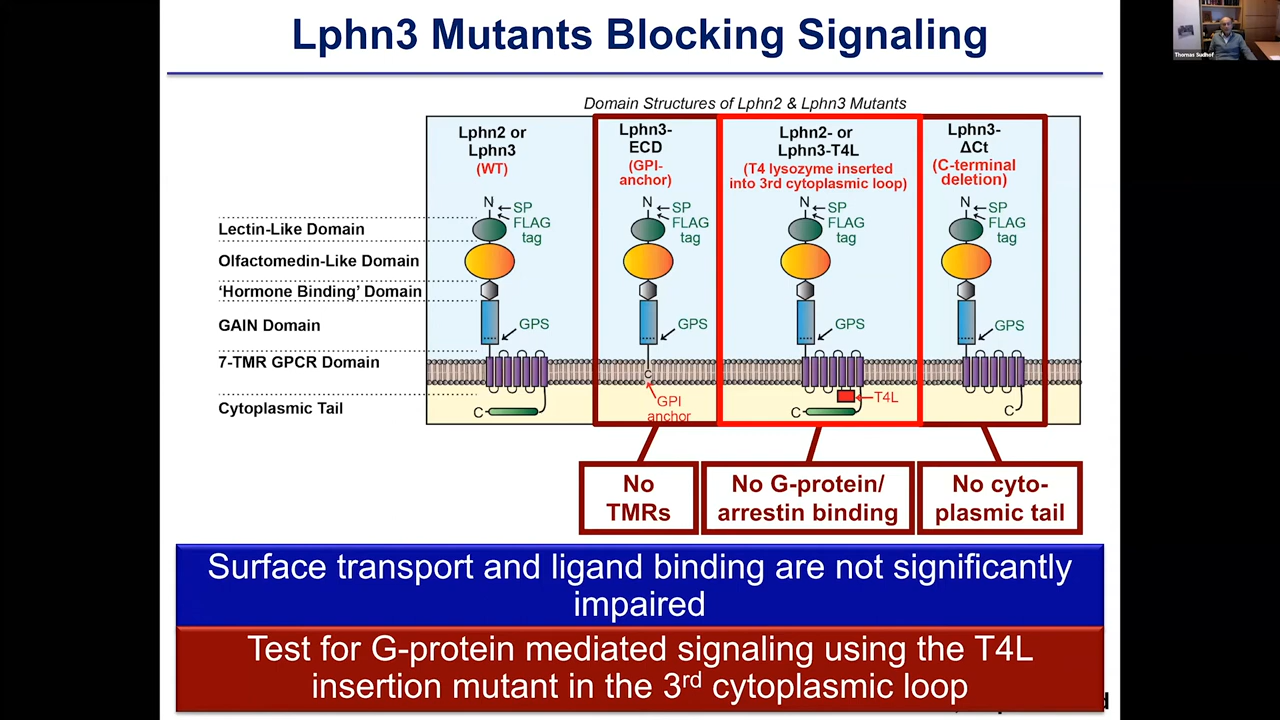 Lphn3 Mutants Blocking Signaling
Thomas Sudhof
Domain Structures of Lphn2 & Lphn3 Mutants
Lphn2 or
Lphn3
(WT)
Lphn3-
ECD
(GPI-
anchor)
Lphn2- or
Lphn3-T4L
(T4 lysozyme inserted
into 3rd cytoplasmic loop)
Lphn3-
ΔCt
(C-terminal
deletion)
N
SP
FLAG
tag
N
SP
FLAG
tag
N
SP
FLAG
tag
N
SP
FLAG
tag
Lectin-Like Domain
Olfactomedin-Like Domain
‘Hormone Binding’ Domain
GAIN Domain
GPS
GPS
GPS
GPS
7-TMR GPCR Domain
C
Cytoplasmic Tail
C
GPI
anchor
T4L
C
C
No
TMRs
No G-protein/
arrestin binding
No cyto-
plasmic tail
Surface transport and ligand binding are not significantly
impaired
Test for G-protein mediated signaling using the T4L
insertion mutant in the 3rd cytoplasmic loop